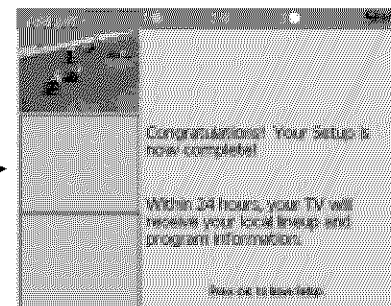 Congratulations! Your Setup is
now complete!
Within 24 hours, your TV will
receive your local lineup and
program information.